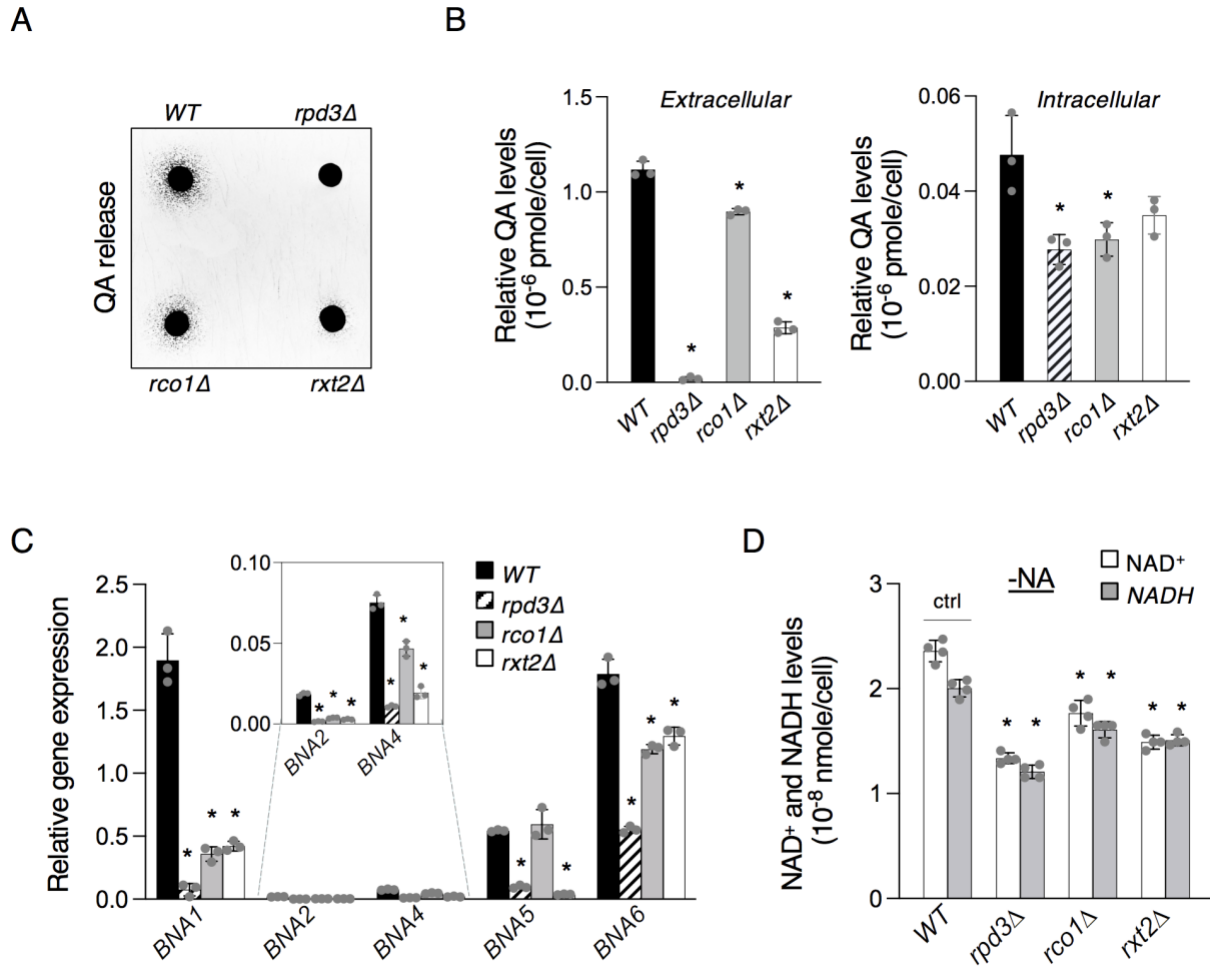 A
B
WT rpd3Δ
QA release
rco1Δ rxt2Δ
Extracellular
Relative QA levels
(10⁻⁶ pmole/cell)
1.5
1.0
0.5
0.0
WT rpd3Δ rco1Δ rxt2Δ
* * *
Intracellular
Relative QA levels
(10⁻⁶ pmole/cell)
0.06
0.04
0.02
0.00
WT rpd3Δ rco1Δ rxt2Δ
* *
C
Relative gene expression
2.5
2.0
1.5
1.0
0.5
0.0
0.10
0.05
0.00
BNA2 BNA4
* * * * * *
WT
rpd3Δ
rco1Δ
rxt2Δ
* * * * * * * *
BNA1 BNA2 BNA4 BNA5 BNA6
D
-NA
NAD⁺
NADH
ctrl
NAD⁺ and NADH levels
(10⁻⁸ nmole/cell)
3
2
1
0
* * * * * *
WT rpd3Δ rco1Δ rxt2Δ